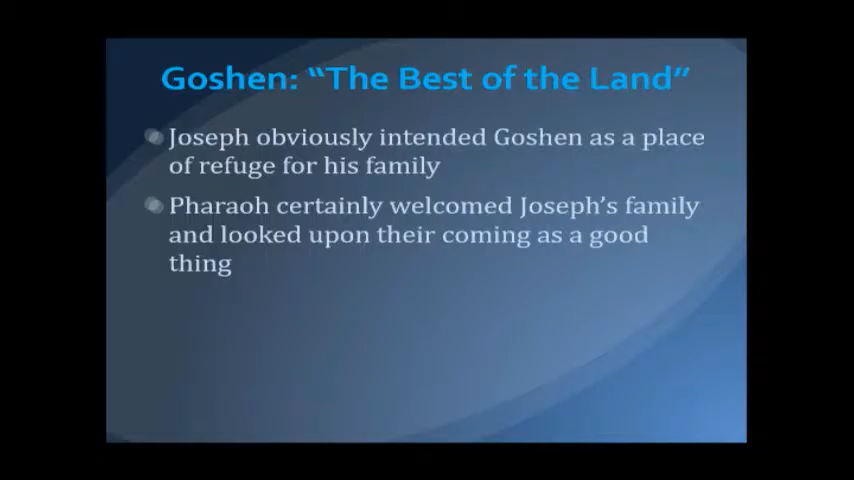 Goshen: “The Best of the Land”
Joseph obviously intended Goshen as a place
of refuge for his family
Pharaoh certainly welcomed Joseph’s family
and looked upon their coming as a good
thing